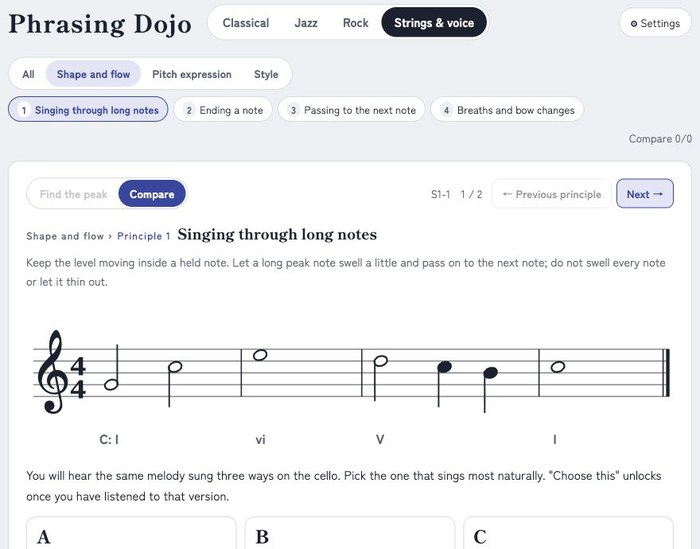 Phrasing Dojo Classical Jazz Rock Strings & voice Settings
All Shape and flow Pitch expression Style
1 Singing through long notes 2 Ending a note 3 Passing to the next note 4 Breaths and bow changes
Compare 0/0
Find the peak Compare S1-1 1 / 2 ← Previous principle Next →
Shape and flow › Principle 1 Singing through long notes
Keep the level moving inside a held note. Let a long peak note swell a little and pass on to the next note; do not swell every note
or let it thin out.
4
4
C: I vi V I
You will hear the same melody sung three ways on the cello. Pick the one that sings most naturally. "Choose this" unlocks
once you have listened to that version.
A B C